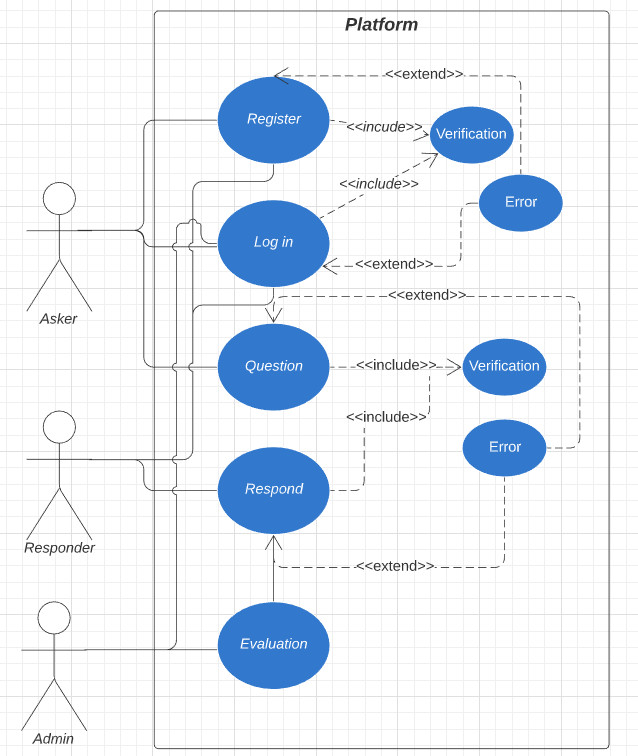 Platform
<<extend>>
Register
<<incude>>
Verification
<<include>>
Error
Log in
<<extend>>
<<extend>>
Asker
Question
<<include>>
Verification
<<include>>
Error
Respond
Responder
<<extend>>
Evaluation
Admin